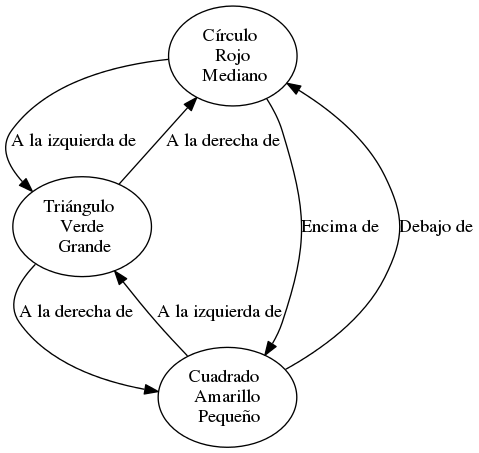 Círculo
Rojo
Mediano
A la izquierda de
A la derecha de
Triángulo
Verde
Grande
Encima de
Debajo de
A la derecha de
A la izquierda de
Cuadrado
Amarillo
Pequeño